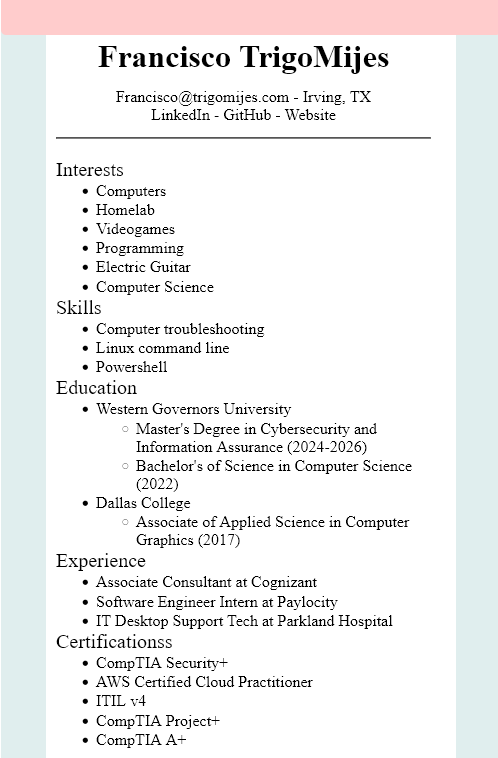 Francisco TrigoMijes
Francisco@trigomijes.com - Irving, TX
LinkedIn - GitHub - Website
Interests
Computers
Homelab
Videogames
Programming
Electric Guitar
Computer Science
Skills
Computer troubleshooting
Linux command line
Powershell
Education
Western Governors University
Master's Degree in Cybersecurity and
Information Assurance (2024-2026)
Bachelor's of Science in Computer Science
(2022)
Dallas College
Associate of Applied Science in Computer
Graphics (2017)
Experience
Associate Consultant at Cognizant
Software Engineer Intern at Paylocity
IT Desktop Support Tech at Parkland Hospital
Certificationss
CompTIA Security+
AWS Certified Cloud Practitioner
ITIL v4
CompTIA Project+
CompTIA A+